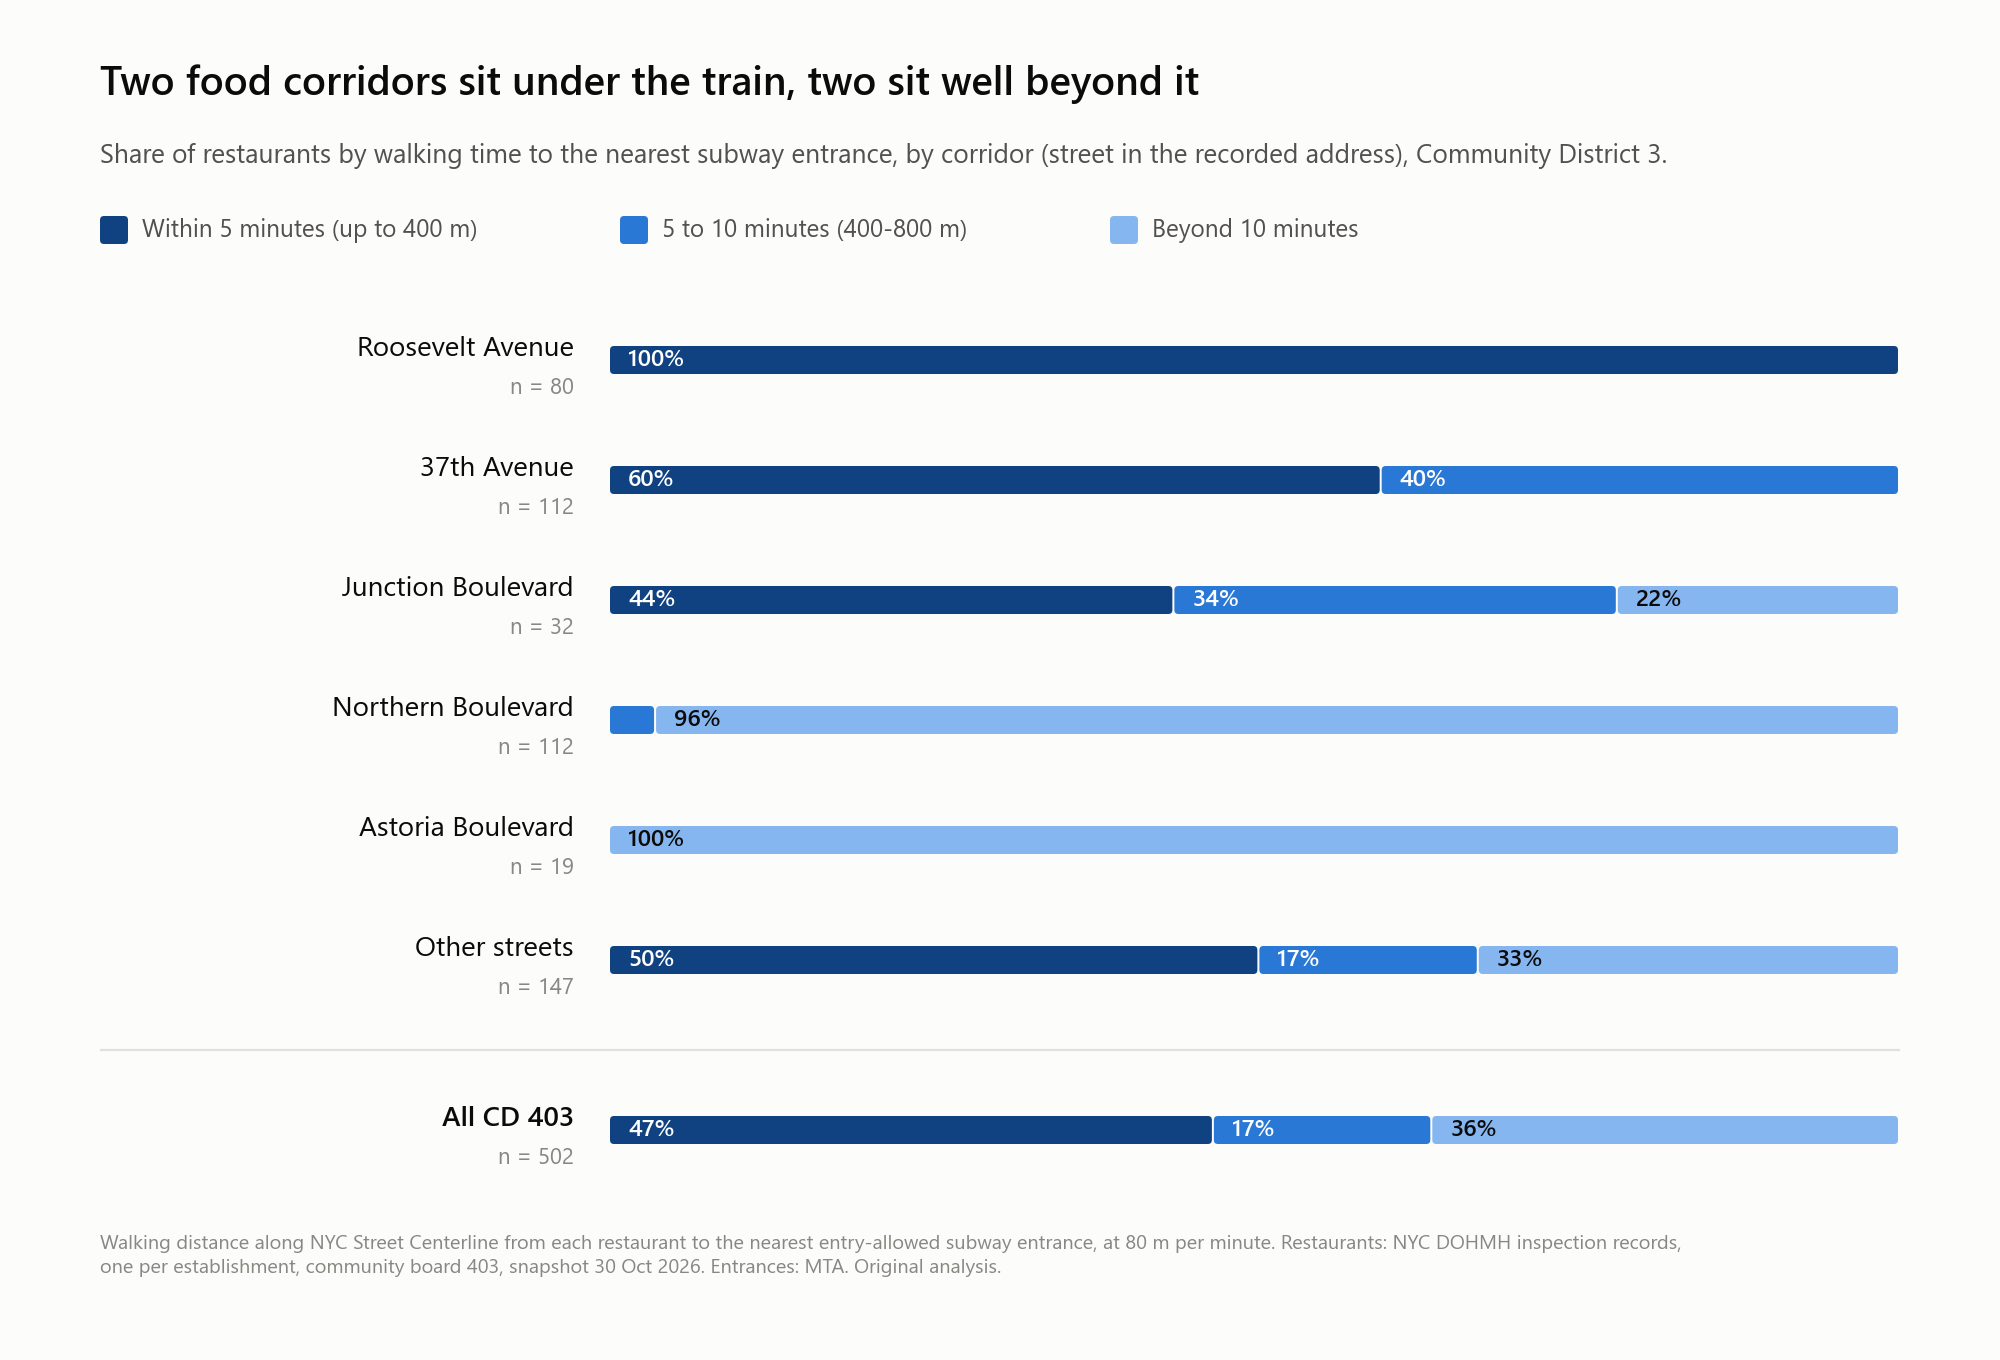 Two food corridors sit under the train, two sit well beyond it
Share of restaurants by walking time to the nearest subway entrance, by corridor (street in the recorded address), Community District 3.
Within 5 minutes (up to 400 m)
5 to 10 minutes (400-800 m)
Beyond 10 minutes
Roosevelt Avenue
n = 80
100%
37th Avenue
n = 112
60%
40%
Junction Boulevard
n = 32
44%
34%
22%
Northern Boulevard
n = 112
96%
Astoria Boulevard
n = 19
100%
Other streets
n = 147
50%
17%
33%
All CD 403
n = 502
47%
17%
36%
Walking distance along NYC Street Centerline from each restaurant to the nearest entry-allowed subway entrance, at 80 m per minute. Restaurants: NYC DOHMH inspection records,
one per establishment, community board 403, snapshot 30 Oct 2026. Entrances: MTA. Original analysis.